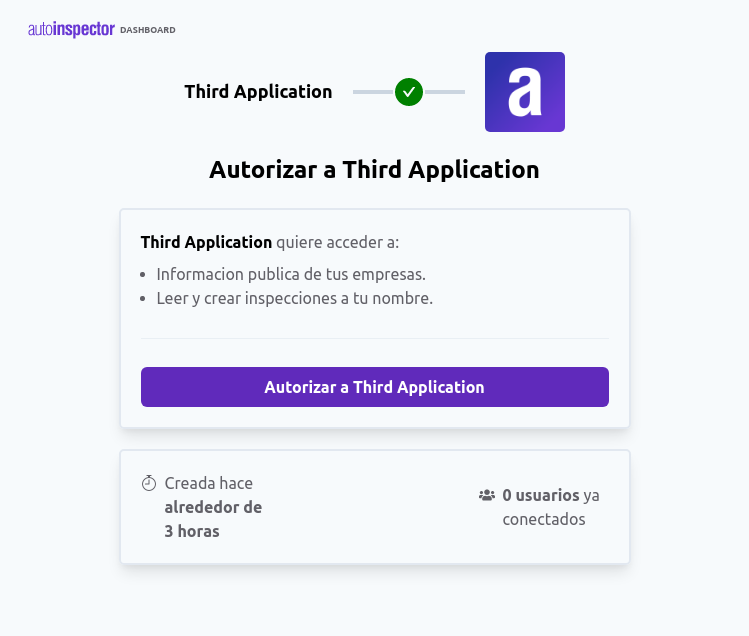 autoinspector DASHBOARD
Third Application
a
Autorizar a Third Application
Third Application quiere acceder a:
• Informacion publica de tus empresas.
• Leer y crear inspecciones a tu nombre.
Autorizar a Third Application
Creada hace
alrededor de
3 horas
0 usuarios ya
conectados